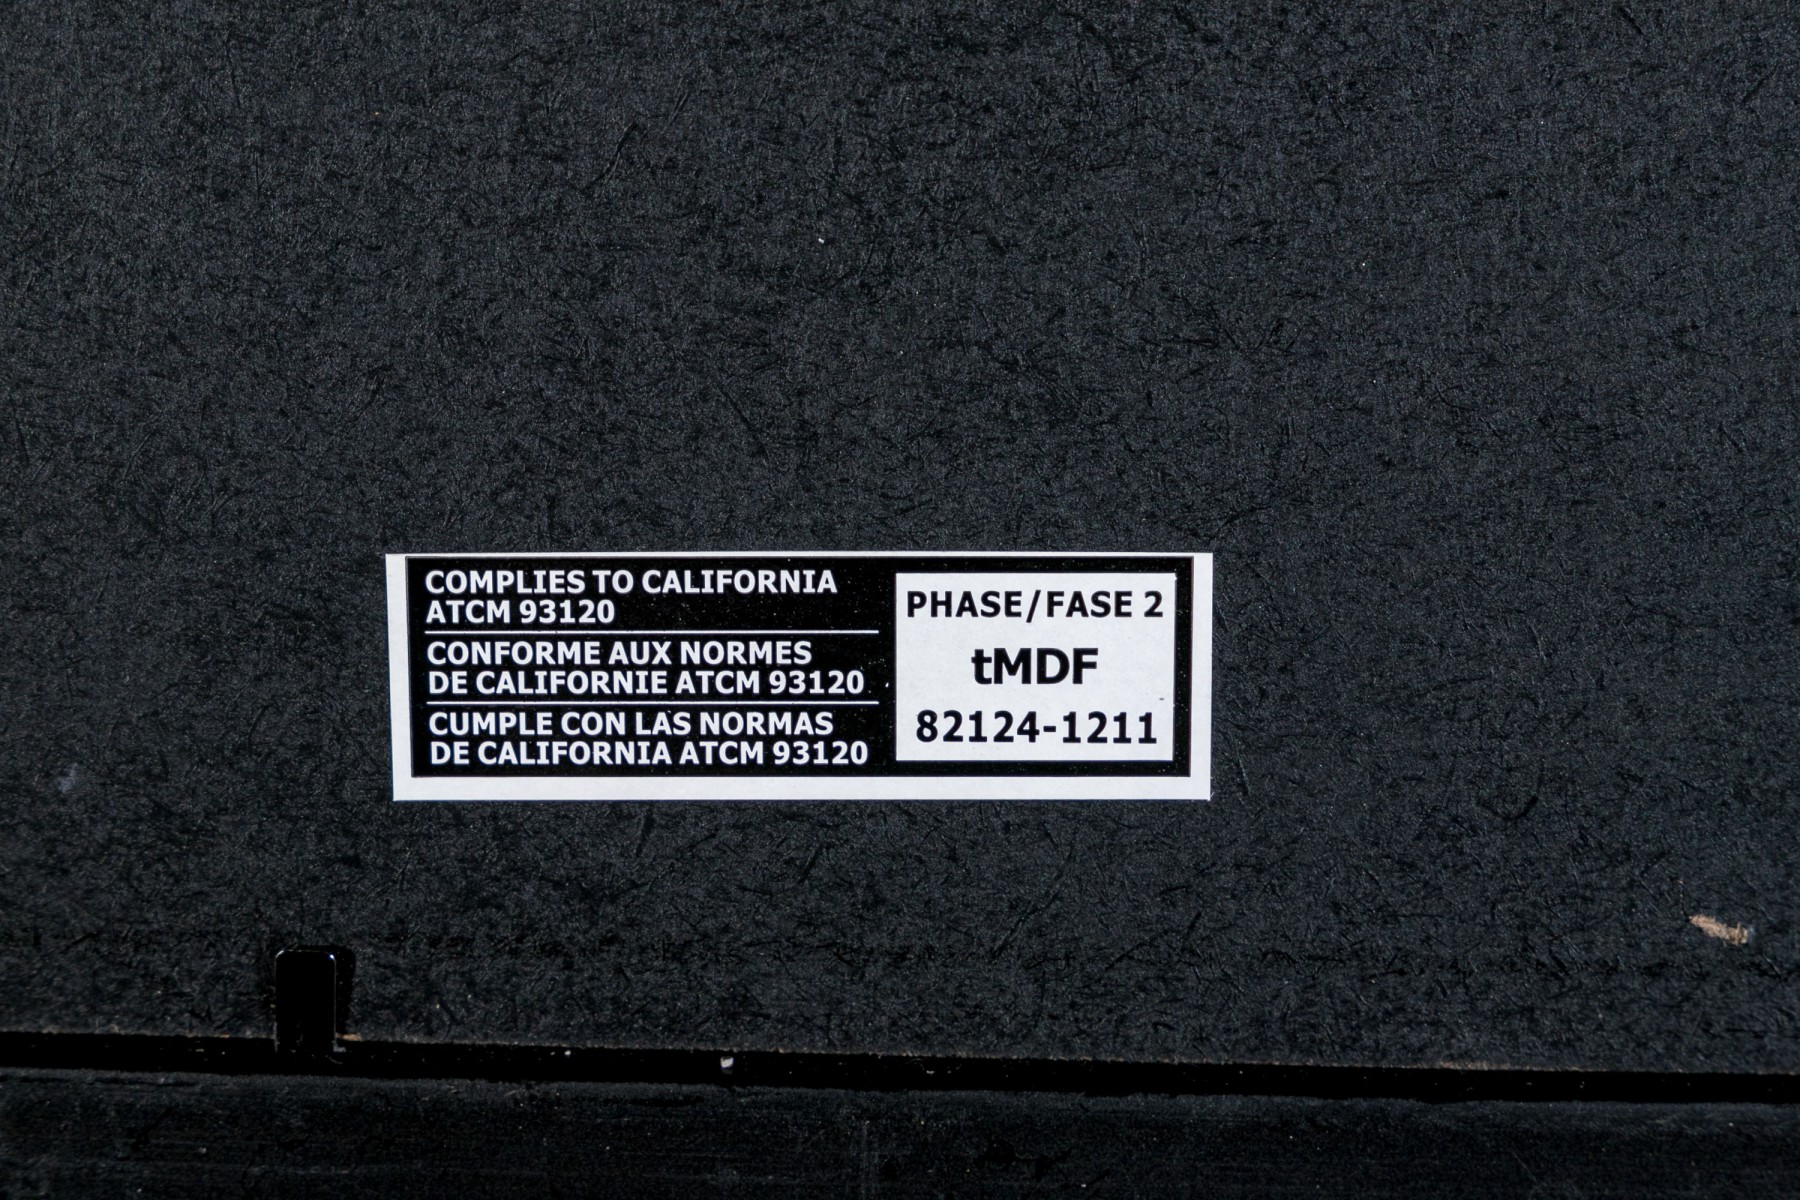 COMPLIES TO CALIFORNIA
ATCM 93120
CONFORME AUX NORMES
DE CALIFORNIE ATCM 93120
CUMPLE CON LAS NORMAS
DE CALIFORNIA ATCM 93120
PHASE/FASE 2
tMDF
82124-1211